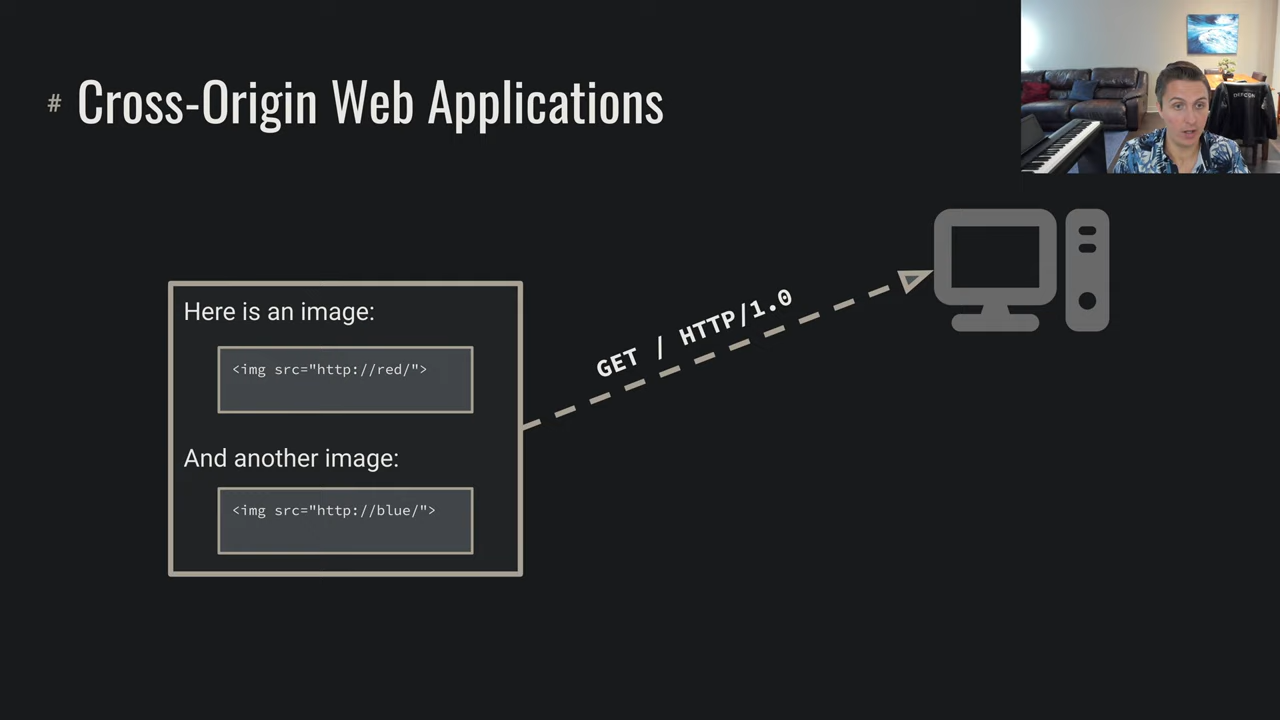 # Cross-Origin Web Applications
DEFCON
Here is an image:
<img src="http://red/">
GET / HTTP/1.0
And another image:
<img src="http://blue/">